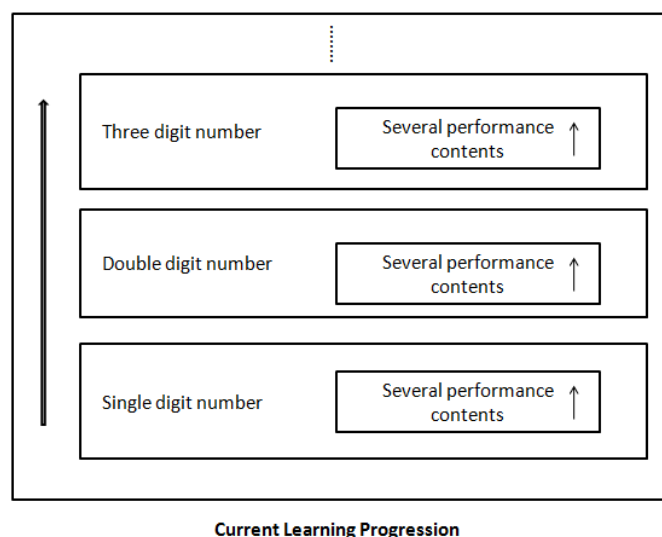 Three digit number
Several performance
contents
Double digit number
Several performance
contents
Single digit number
Several performance
contents
Current Learning Progression